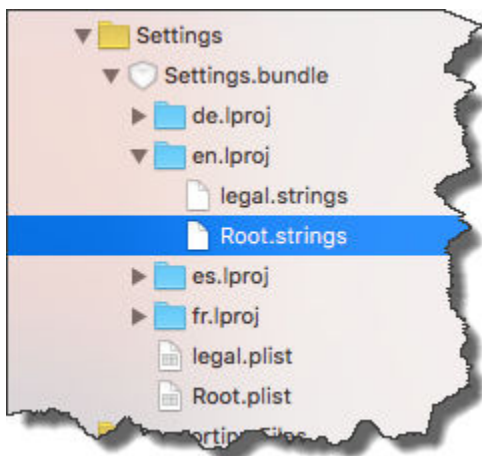 Settings
Settings.bundle
de.lproj
en.lproj
legal.strings
Root.strings
es.lproj
fr.lproj
legal.plist
Root.plist